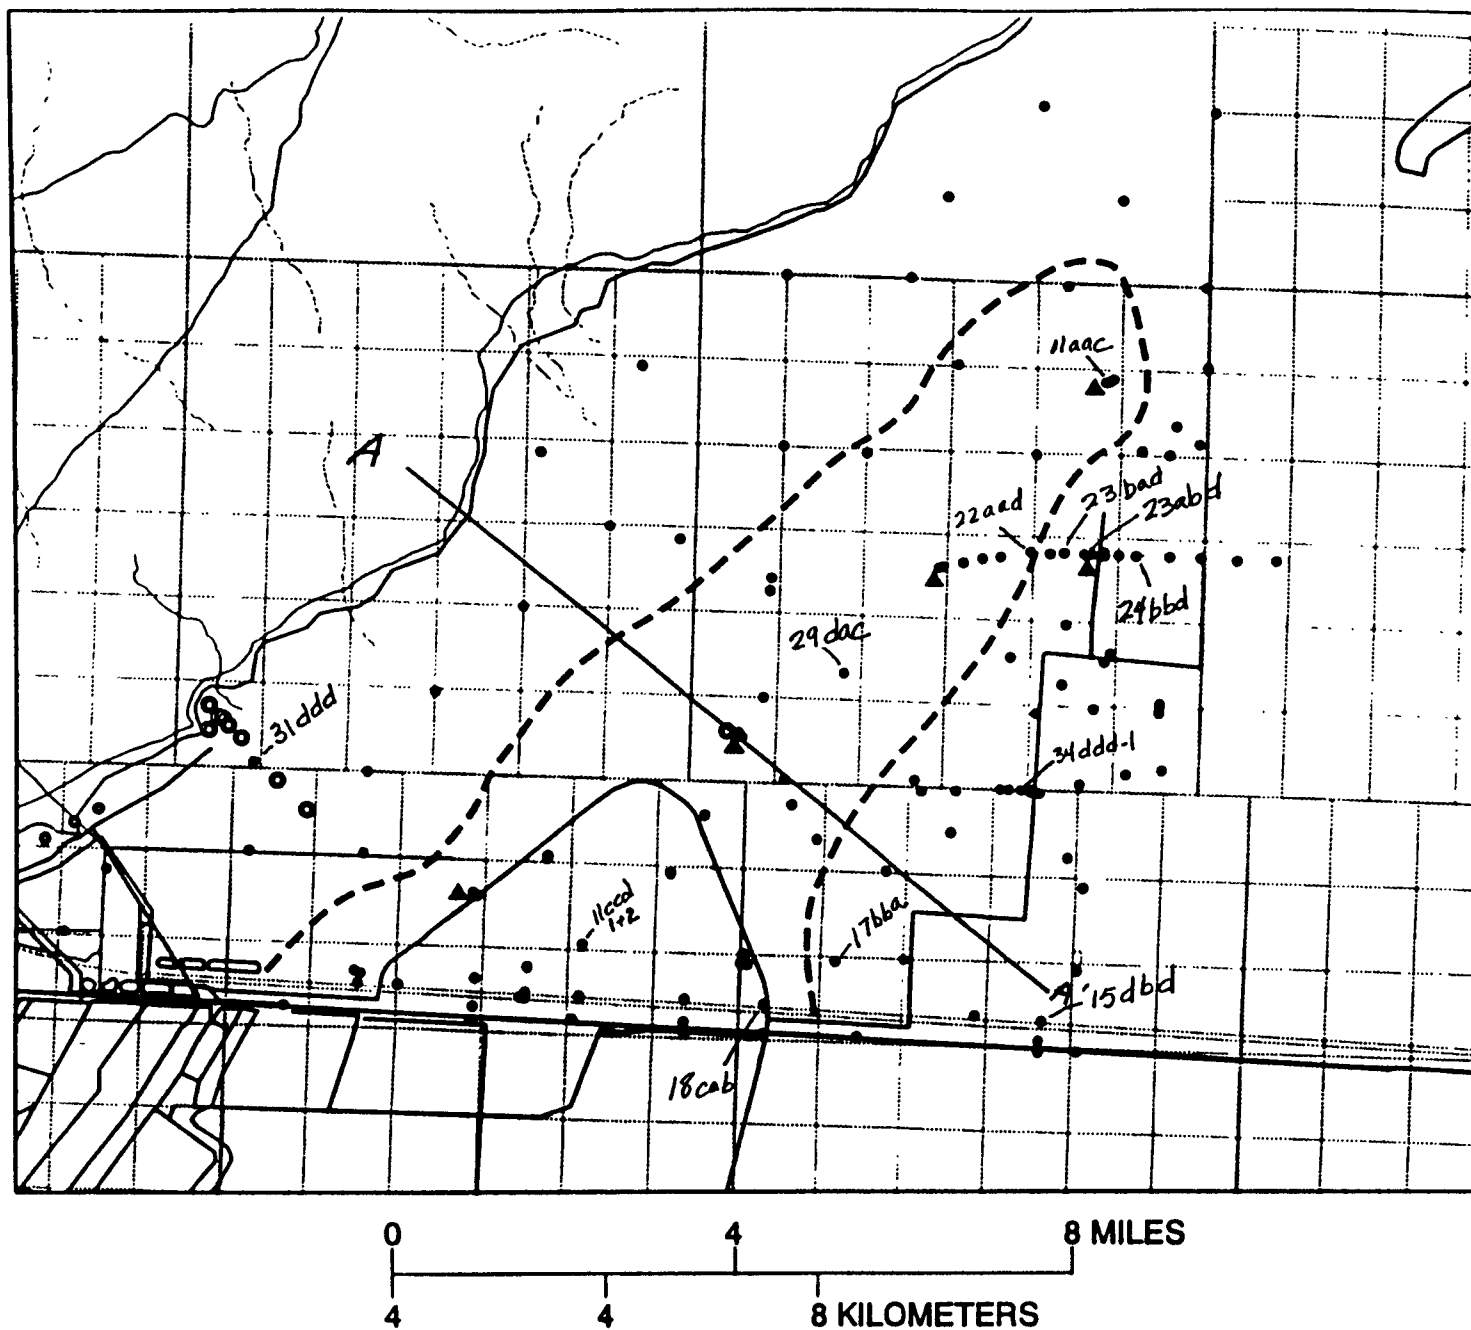 11aac
A
23bad
22aad
23abd
24bbd
29dac
31ddd
34ddd-1
11ccd
1+2
17bba
A'
15dbd
18cab
0 4 8 MILES
4 4 8 KILOMETERS